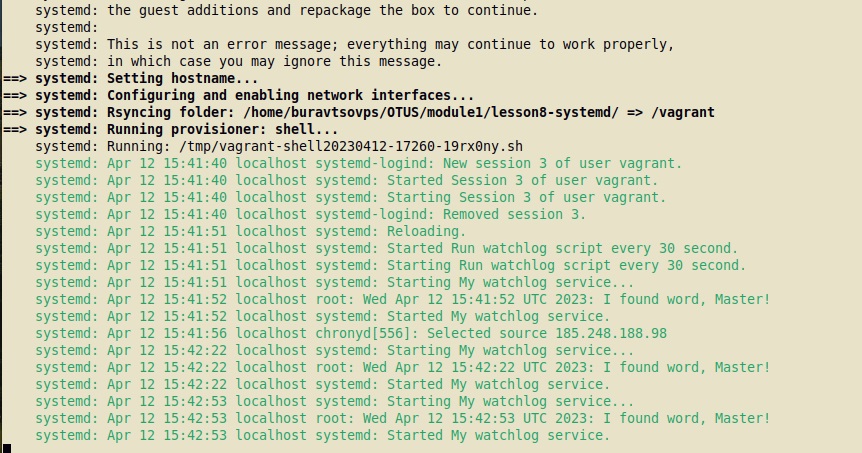 systemd: the guest additions and repackage the box to continue.
systemd:
systemd: This is not an error message; everything may continue to work properly,
systemd: in which case you may ignore this message.
==> systemd: Setting hostname...
==> systemd: Configuring and enabling network interfaces...
==> systemd: Rsyncing folder: /home/buravtsovps/OTUS/module1/lesson8-systemd/ => /vagrant
==> systemd: Running provisioner: shell...
systemd: Running: /tmp/vagrant-shell20230412-17260-19rx0ny.sh
systemd: Apr 12 15:41:40 localhost systemd-logind: New session 3 of user vagrant.
systemd: Apr 12 15:41:40 localhost systemd: Started Session 3 of user vagrant.
systemd: Apr 12 15:41:40 localhost systemd: Starting Session 3 of user vagrant.
systemd: Apr 12 15:41:40 localhost systemd-logind: Removed session 3.
systemd: Apr 12 15:41:51 localhost systemd: Reloading.
systemd: Apr 12 15:41:51 localhost systemd: Started Run watchlog script every 30 second.
systemd: Apr 12 15:41:51 localhost systemd: Starting Run watchlog script every 30 second.
systemd: Apr 12 15:41:51 localhost systemd: Starting My watchlog service...
systemd: Apr 12 15:41:52 localhost root: Wed Apr 12 15:41:52 UTC 2023: I found word, Master!
systemd: Apr 12 15:41:52 localhost systemd: Started My watchlog service.
systemd: Apr 12 15:41:56 localhost chronyd[556]: Selected source 185.248.188.98
systemd: Apr 12 15:42:22 localhost systemd: Starting My watchlog service...
systemd: Apr 12 15:42:22 localhost root: Wed Apr 12 15:42:22 UTC 2023: I found word, Master!
systemd: Apr 12 15:42:22 localhost systemd: Started My watchlog service.
systemd: Apr 12 15:42:53 localhost systemd: Starting My watchlog service...
systemd: Apr 12 15:42:53 localhost root: Wed Apr 12 15:42:53 UTC 2023: I found word, Master!
systemd: Apr 12 15:42:53 localhost systemd: Started My watchlog service.